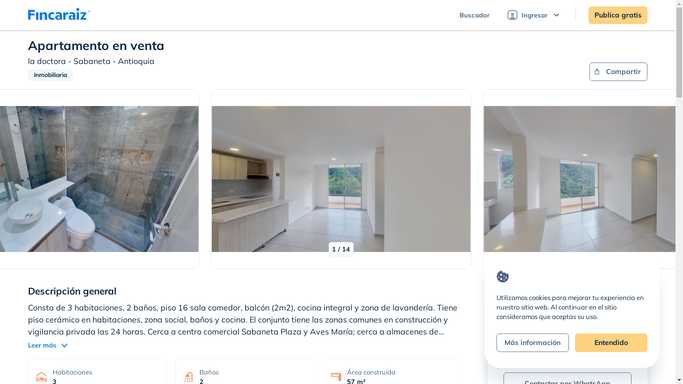 Fincaraiz
Buscador
Ingresar
Publica gratis
Apartamento en venta
la doctora - Sabaneta - Antioquia
Inmobiliaria
Compartir
1 / 14
Descripción general
Consta de 3 habitaciones, 2 baños, piso 16 sala comedor, balcón (2m2), cocina integral y zona de lavandería. Tiene
piso cerámico en habitaciones, zona social, baños y cocina. El conjunto tiene las zonas comunes en construcción y
vigilancia privada las 24 horas. Cerca a centro comercial Sabaneta Plaza y Aves María; cerca a almacenes de...
Leer más
Habitaciones
3
Baños
2
Área construida
57 m²
Utilizamos cookies para mejorar tu experiencia en
nuestro sitio web. Al continuar en el sitio
consideramos que aceptas su uso.
Más información
Entendido
Contactar por WhatsApp